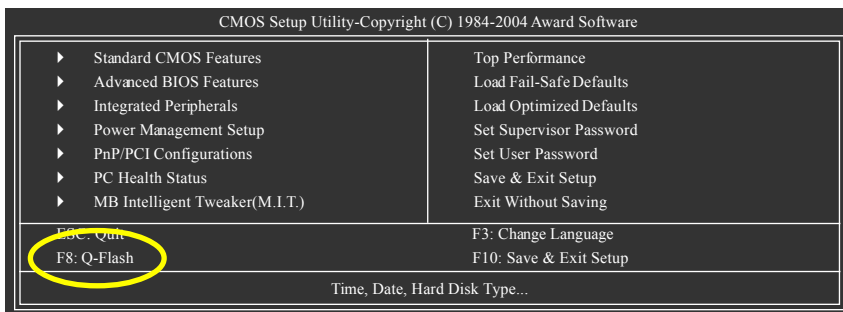 CMOS Setup Utility-Copyright (C) 1984-2004 Award Software
Standard CMOS Features
Advanced BIOS Features
Integrated Peripherals
Power Management Setup
PnP/PCI Configurations
PC Health Status
MB Intelligent Tweaker(M.I.T.)
Top Performance
Load Fail-Safe Defaults
Load Optimized Defaults
Set Supervisor Password
Set User Password
Save & Exit Setup
Exit Without Saving
ESC: Quit
F8: Q-Flash
F3: Change Language
F10: Save & Exit Setup
Time, Date, Hard Disk Type...